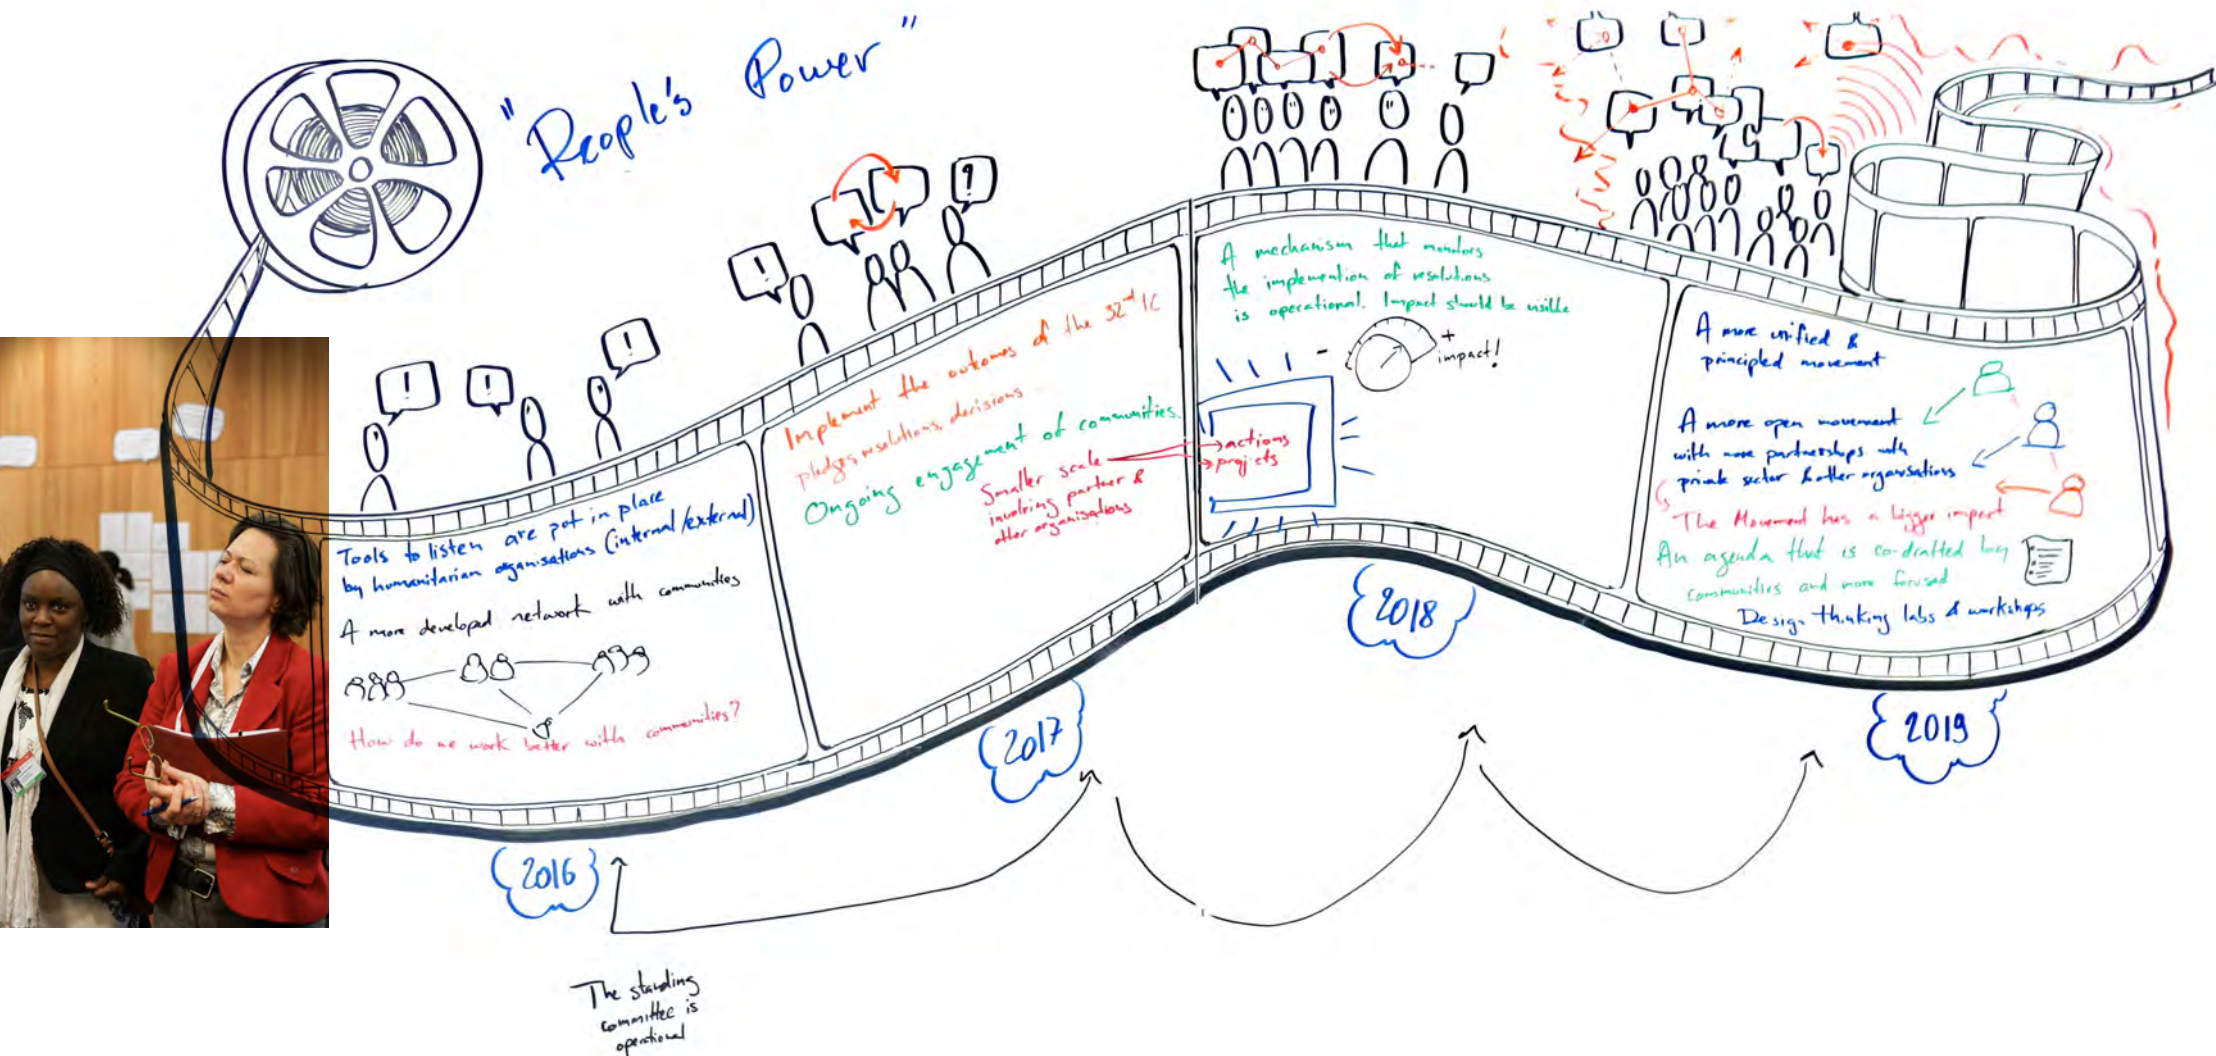 "People's Power"
Tools to listen are pot in place
by humanitarian organisations (internal/external)
A more developed network with communities
How do we work better with communities?
Implement the outcomes of the 32nd IC
pledges, resolutions, decisions
Ongoing engagement of communities.
Smaller scale
involving partner &
other organisations
actions
projects
A mechanism that monitors
the implemention of resolutions
is operational. Impact should be visible
- +
impact!
A more unified &
principled movement
A more open movement
with more partnerships with
private sector & other organisations
The Movement has a bigger impact
An agenda that is co-drafted by
communities and more focused
Design thinking labs & workshops
2016
2017
2018
2019
The standing
committee is
operational